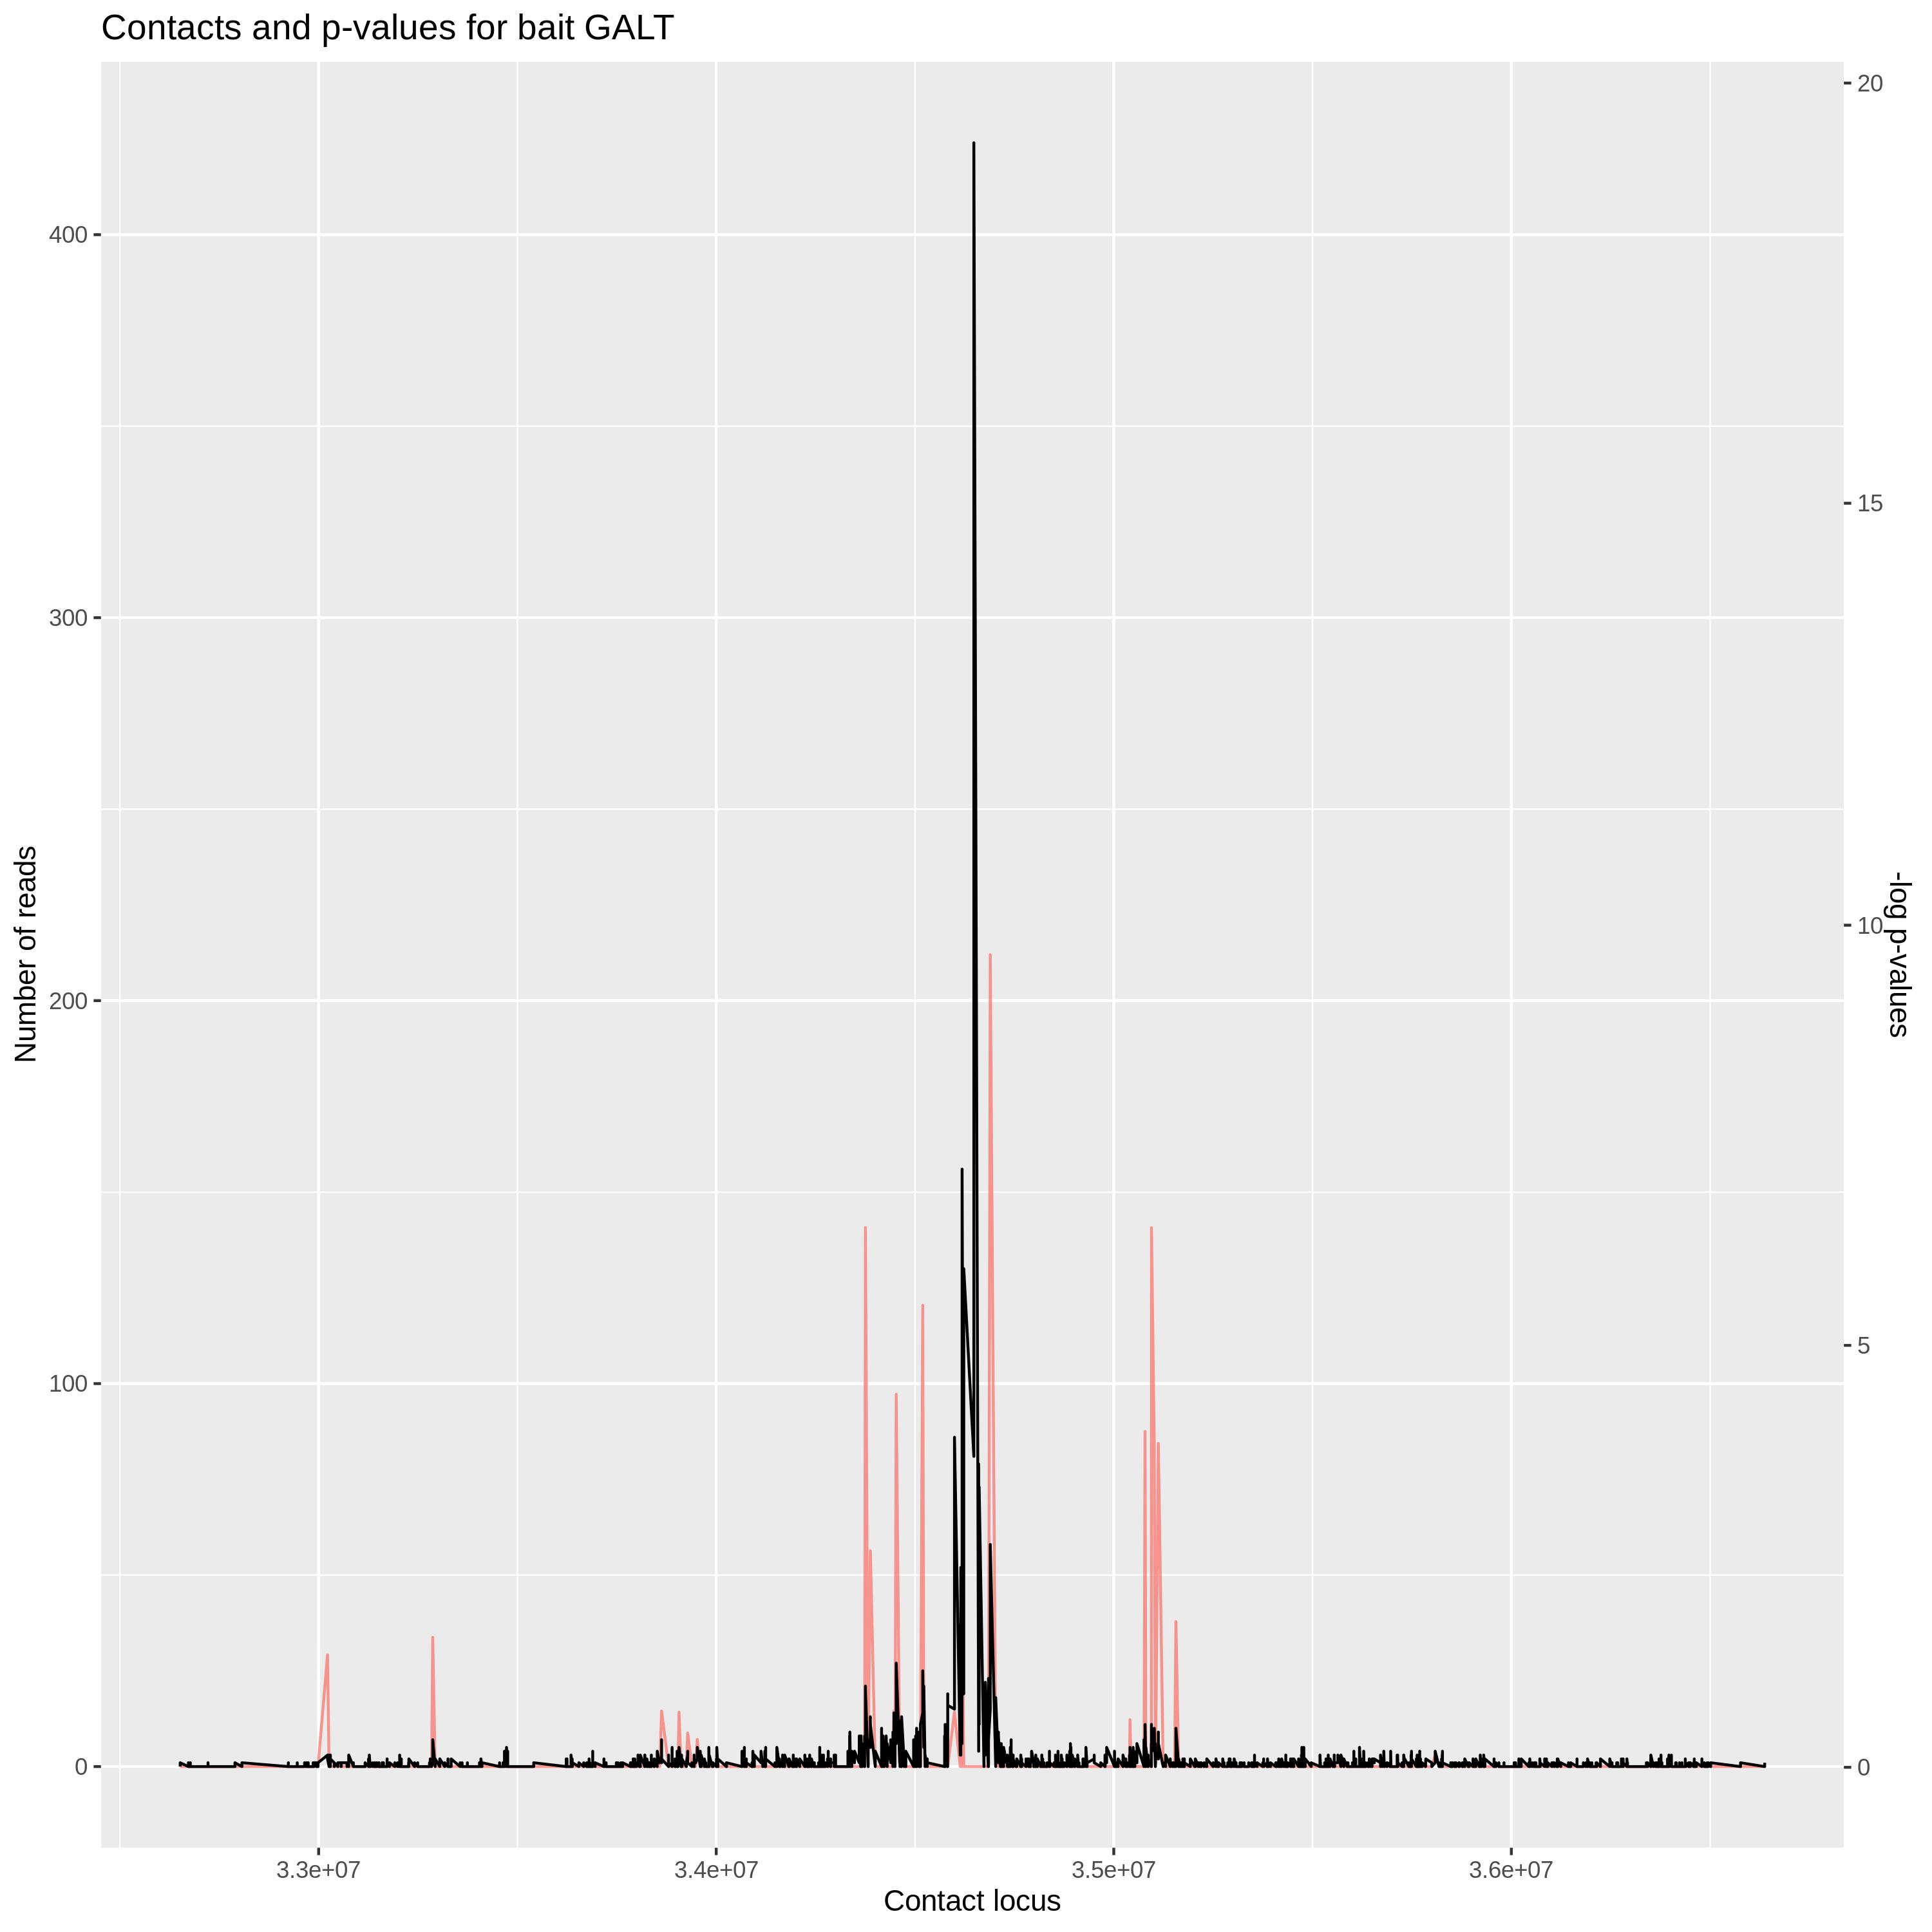 Contacts and p-values for bait GALT
Number of reads
400
300
200
100
0
20
15
10
5
0
-log p-values
3.3e+07
3.4e+07
3.5e+07
3.6e+07
Contact locus